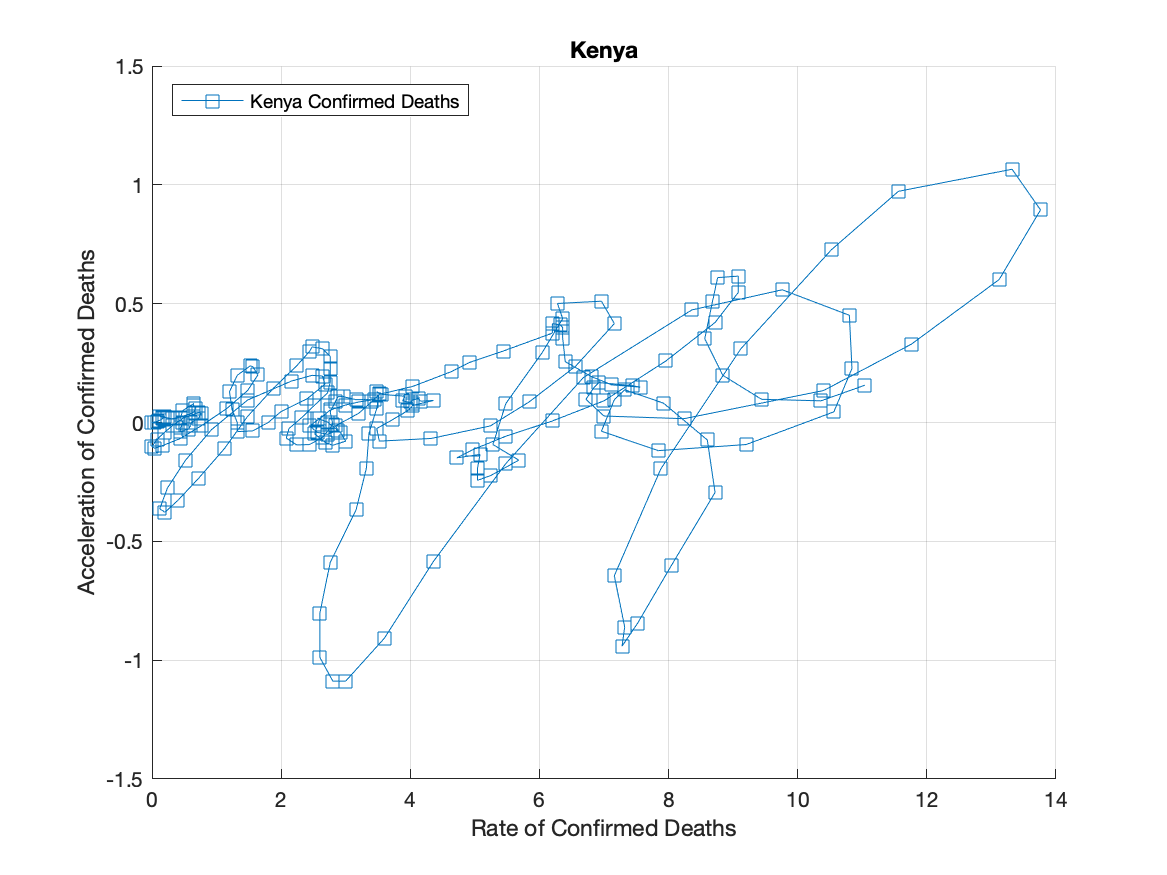 Kenya
Kenya Confirmed Deaths
1.5
1
0.5
0
-0.5
-1
-1.5
Acceleration of Confirmed Deaths
0 2 4 6 8 10 12 14
Rate of Confirmed Deaths